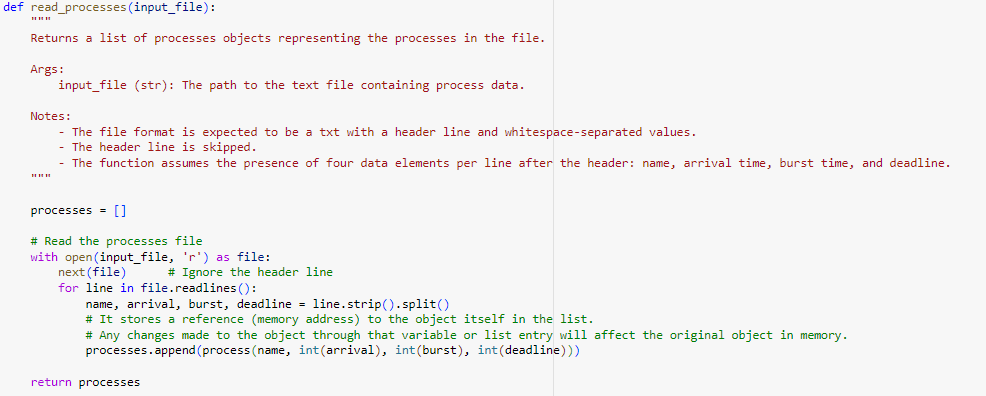 def read_processes(input_file):
    """
    Returns a list of processes objects representing the processes in the file.

    Args:
        input_file (str): The path to the text file containing process data.

    Notes:
        - The file format is expected to be a txt with a header line and whitespace-separated values.
        - The header line is skipped.
        - The function assumes the presence of four data elements per line after the header: name, arrival time, burst time, and deadline.
    """

    processes = []

    # Read the processes file
    with open(input_file, 'r') as file:
        next(file)      # Ignore the header line
        for line in file.readlines():
            name, arrival, burst, deadline = line.strip().split()
            # It stores a reference (memory address) to the object itself in the list.
            # Any changes made to the object through that variable or list entry will affect the original object in memory.
            processes.append(process(name, int(arrival), int(burst), int(deadline)))

    return processes